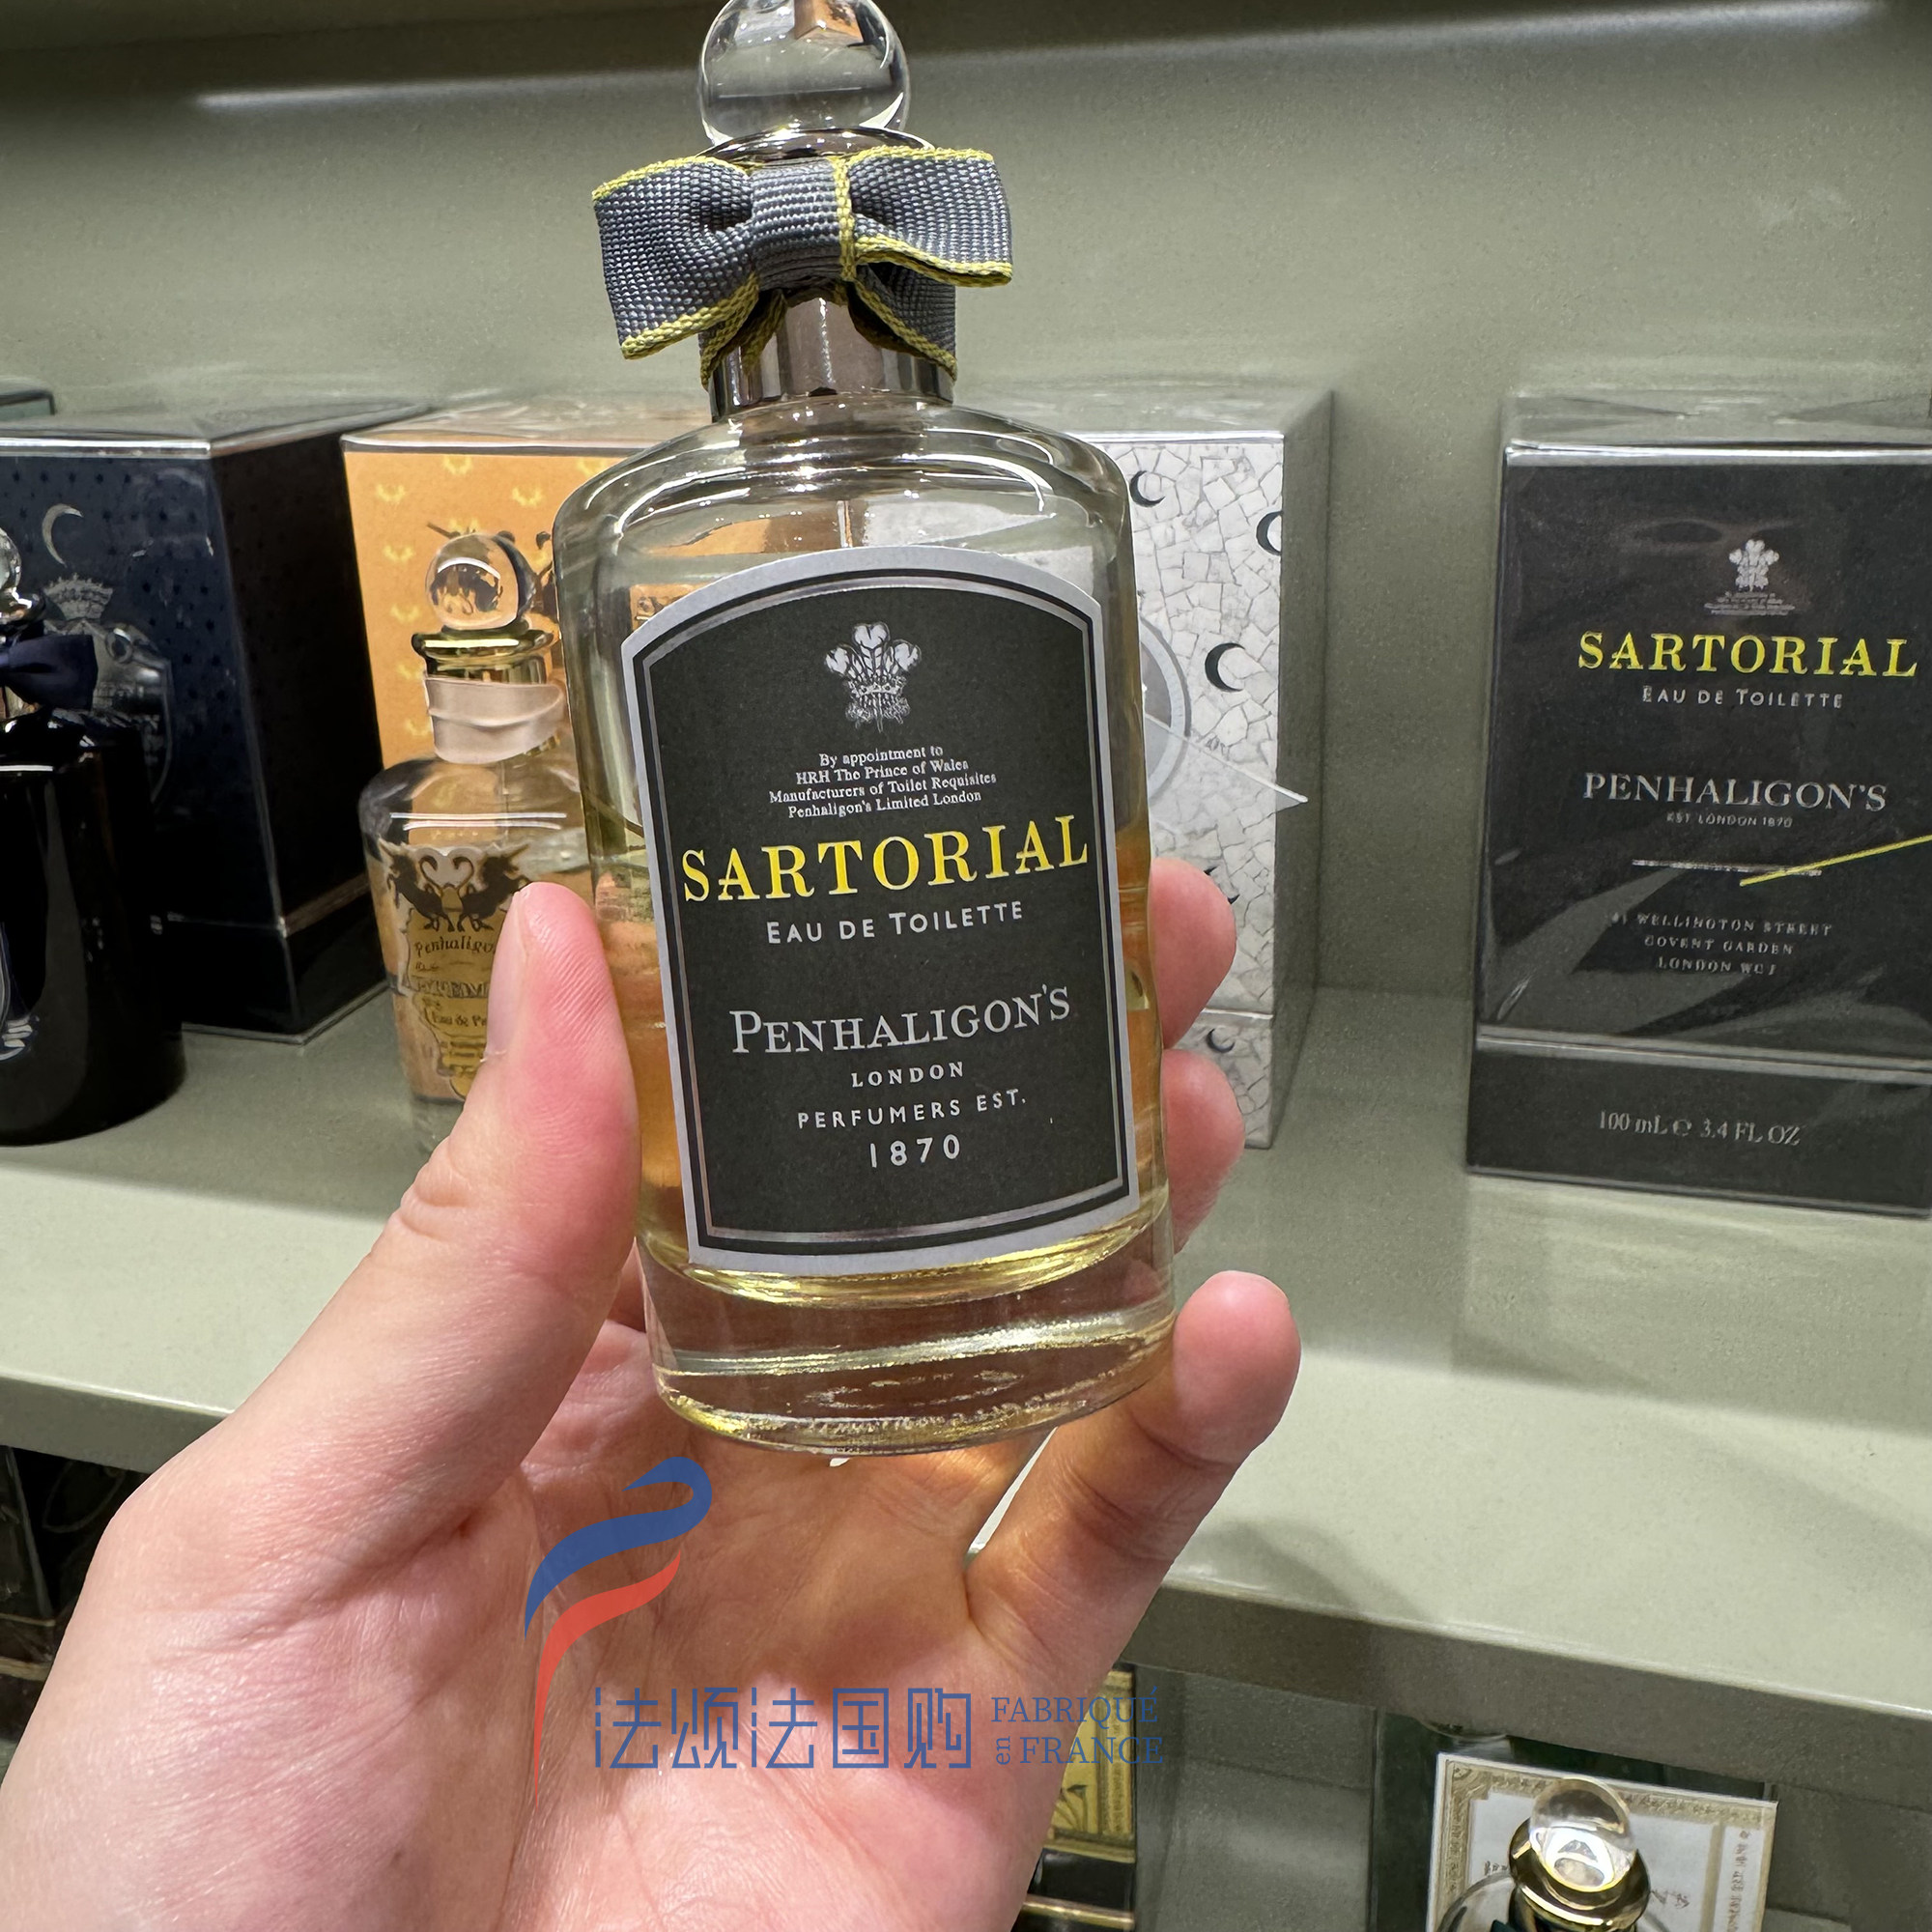 By appointment to
HRH The Prince of Wales
Manufacturers of Toilet Requisites
Penhaligon's Limited London
SARTORIAL
EAU DE TOILETTE
PENHALIGON'S
LONDON
PERFUMERS EST.
1870
SARTORIAL
EAU DE TOILETTE
PENHALIGON'S
EST. LONDON 1870
41 WELLINGTON STREET
COVENT GARDEN
LONDON WC2
100 mL e 3.4 FL OZ
法颂法国购
FABRIQUÉ
en FRANCE